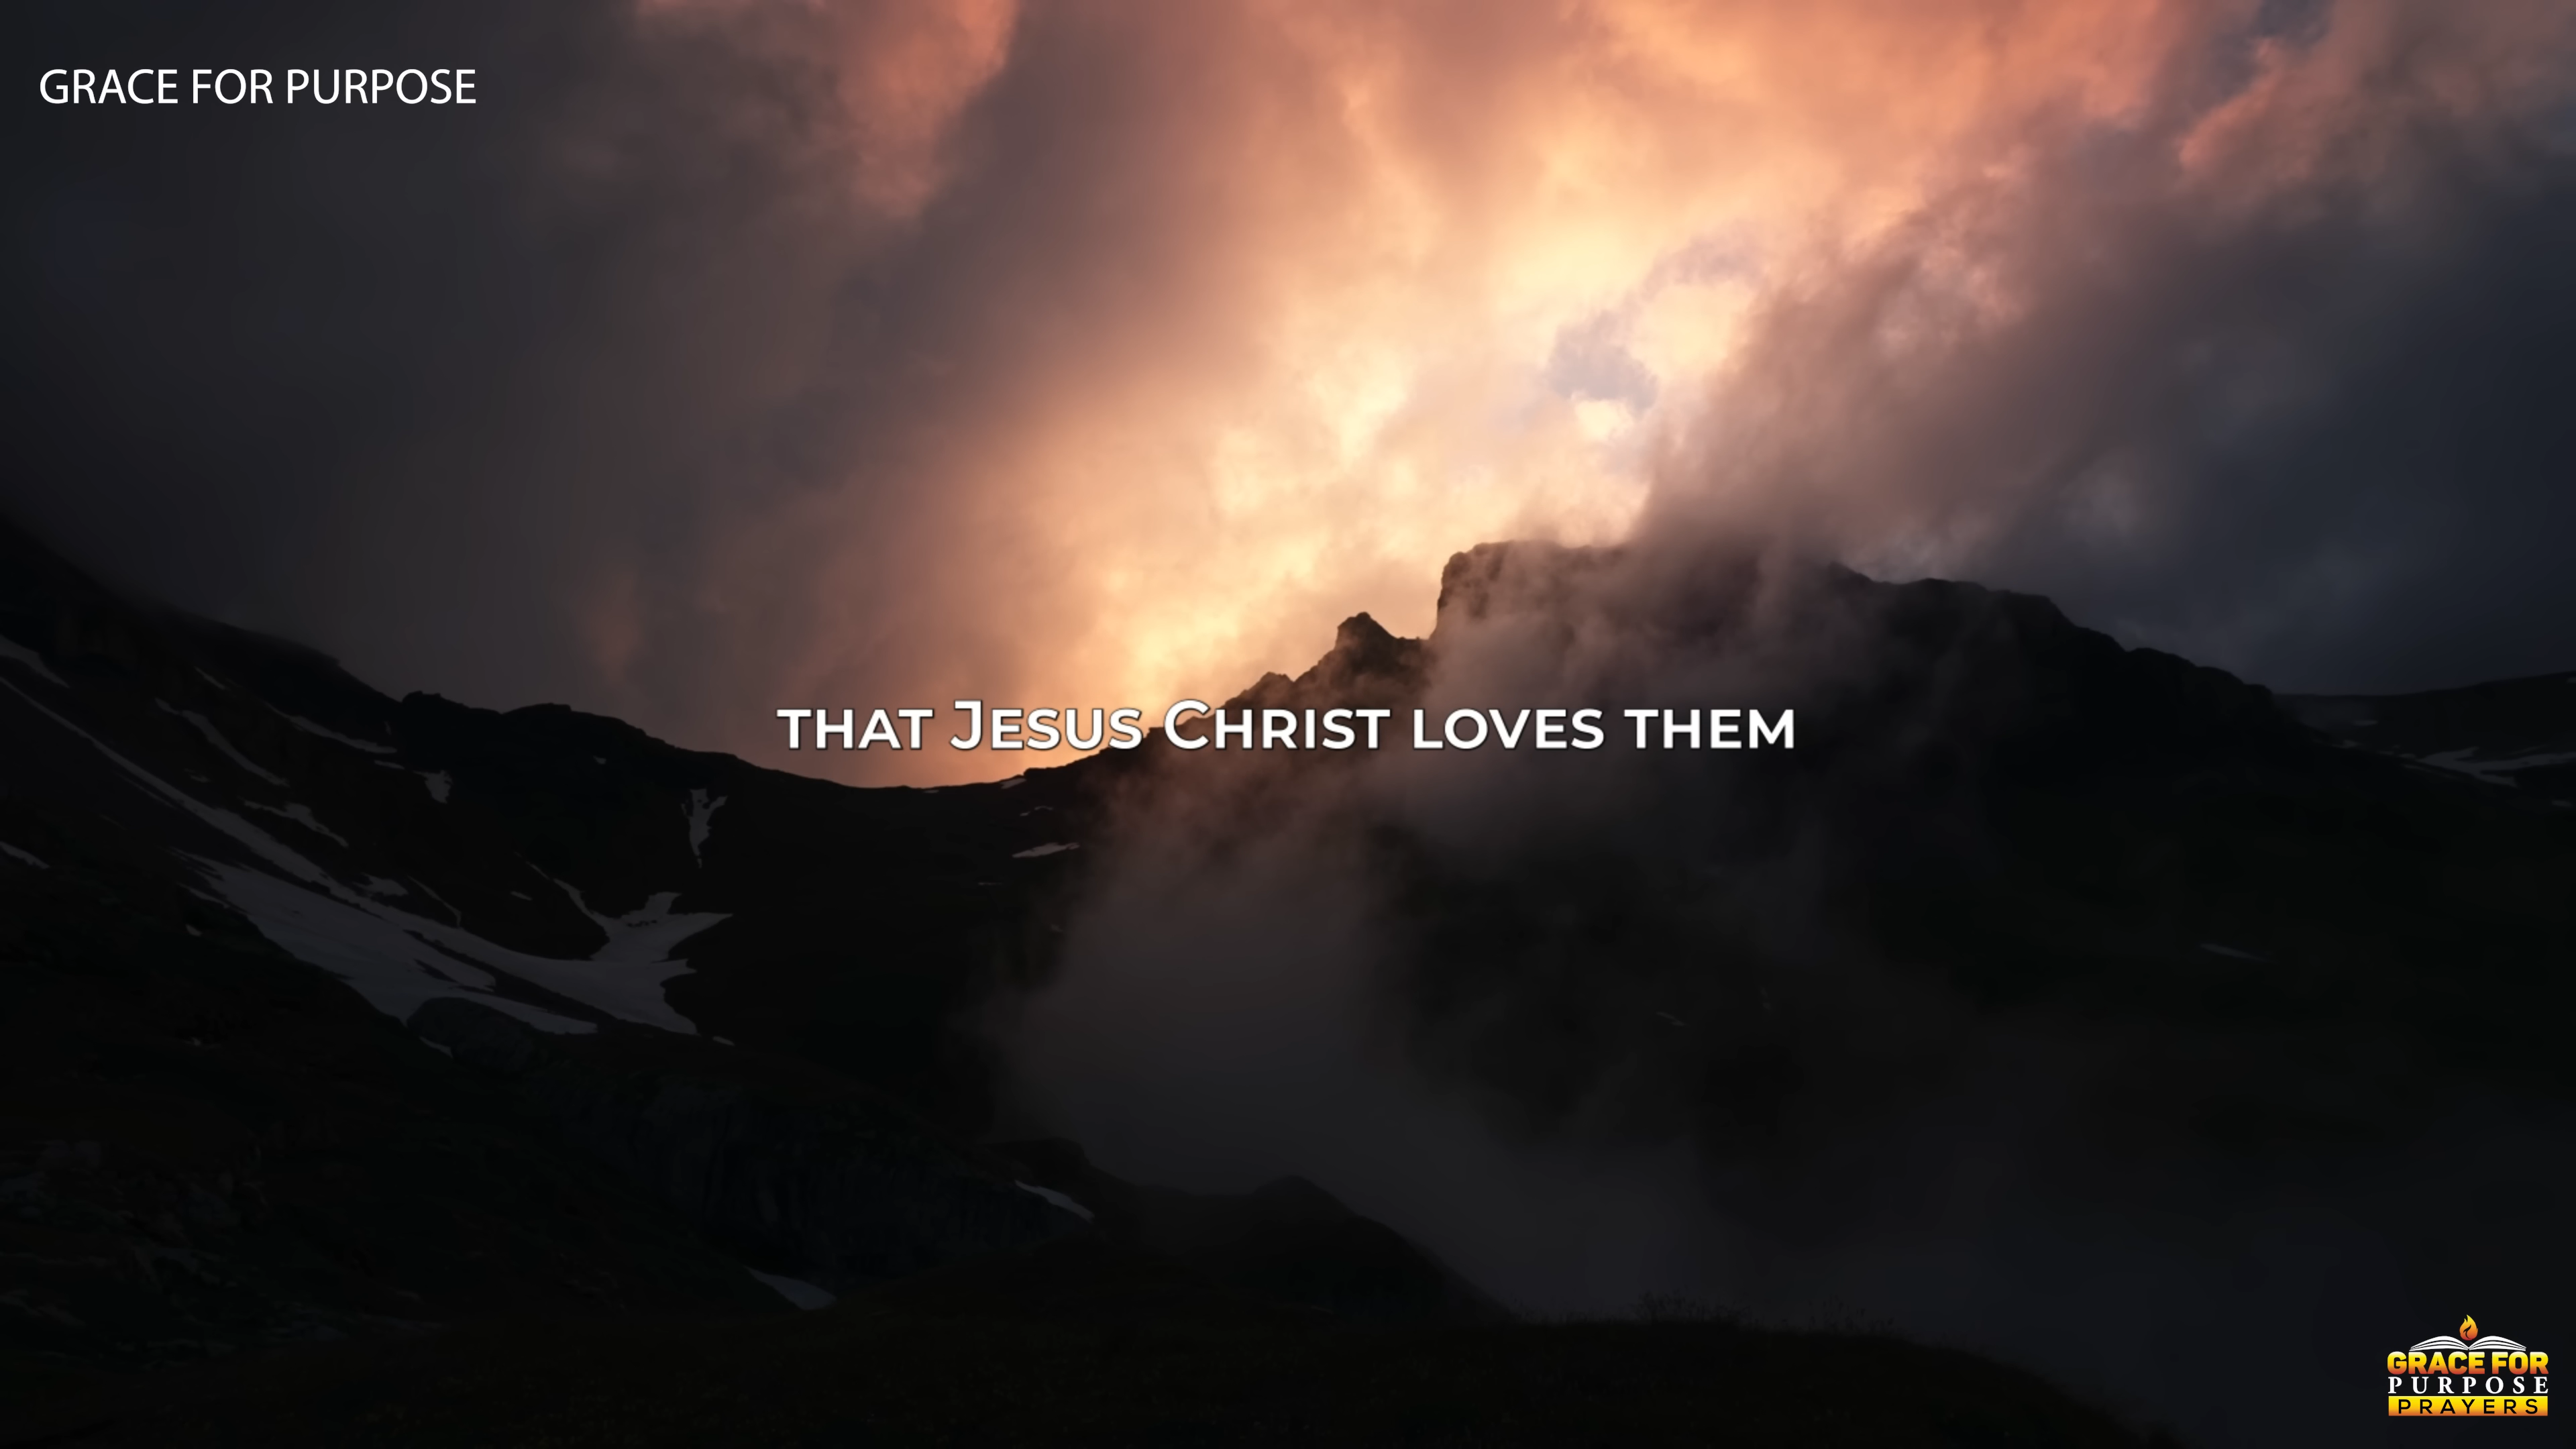 GRACE FOR PURPOSE
THAT JESUS CHRIST LOVES THEM
GRACE FOR
PURPOSE
PRAYERS